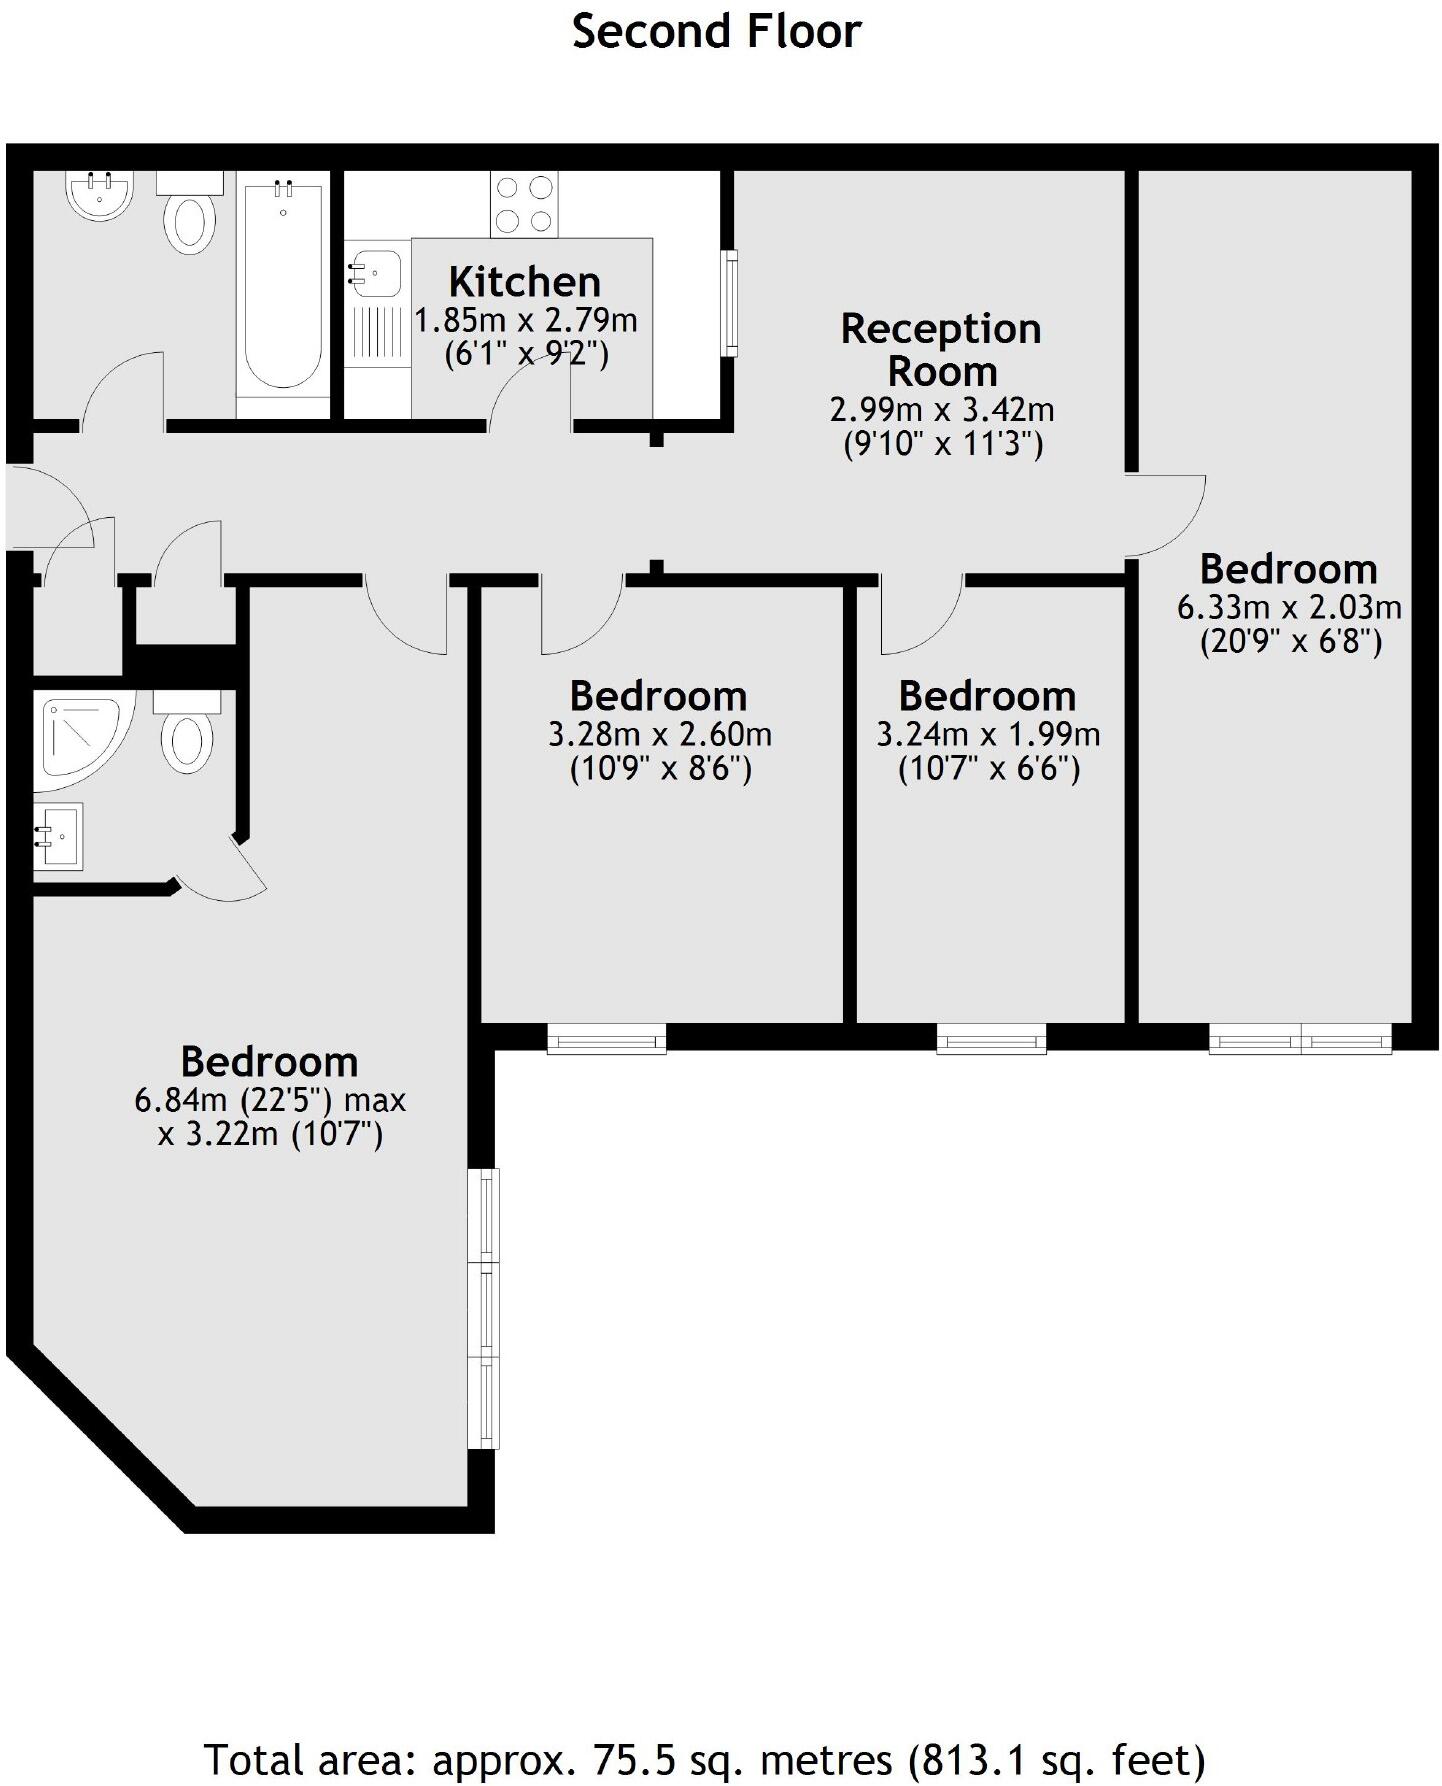 Second Floor
Kitchen
1.85m x 2.79m
(6'1" x 9'2")
Reception
Room
2.99m x 3.42m
(9'10" x 11'3")
Bedroom
6.33m x 2.03m
(20'9" x 6'8")
Bedroom
3.28m x 2.60m
(10'9" x 8'6")
Bedroom
3.24m x 1.99m
(10'7" x 6'6")
Bedroom
6.84m (22'5") max
x 3.22m (10'7")
Total area: approx. 75.5 sq. metres (813.1 sq. feet)